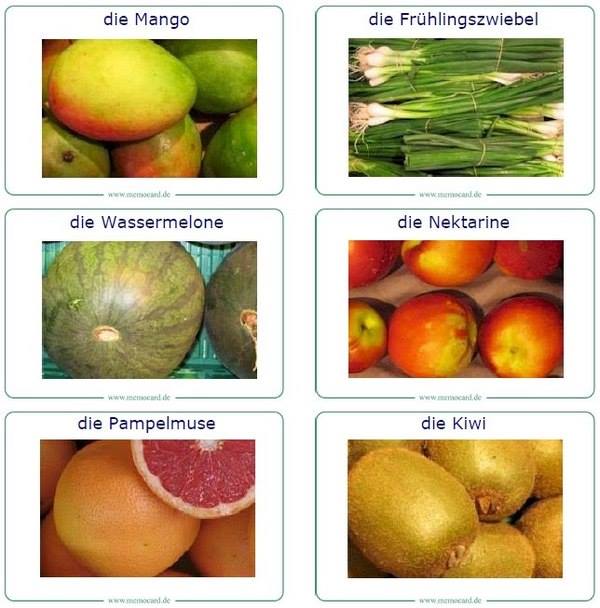 die Mango
die Frühlingszwiebel
www.memocard.de
www.memocard.de
die Wassermelone
die Nektarine
www.memocard.de
www.memocard.de
die Pampelmuse
die Kiwi
www.memocard.de
www.memocard.de